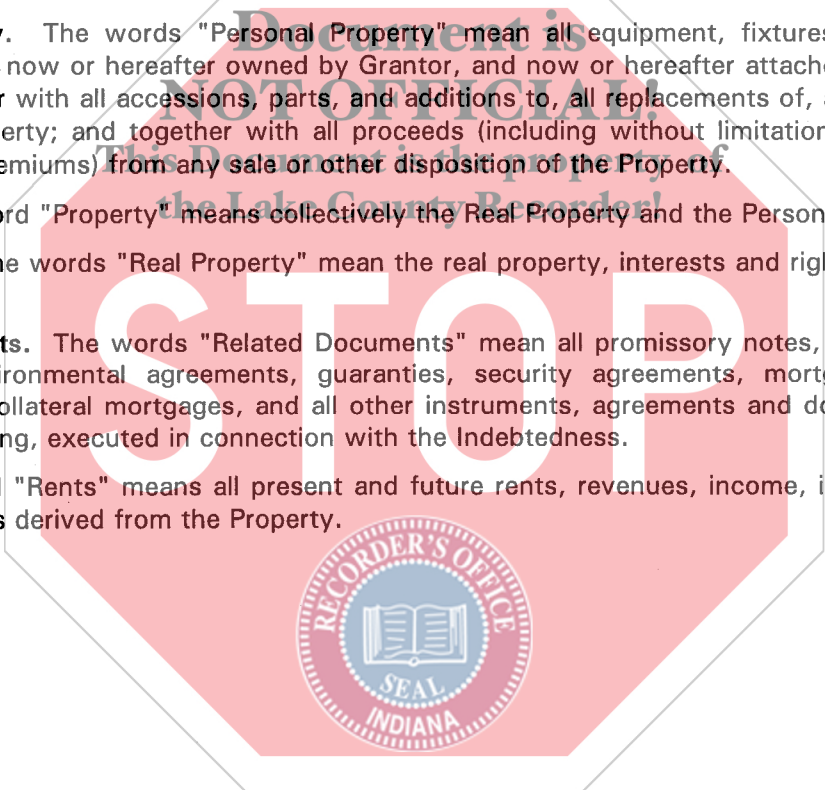 y. The words "Personal Property" mean all equipment, fixtures
Document is
now or hereafter owned by Grantor, and now or hereafter attach
NOT OFFICIAL!
r with all accessions, parts, and additions to, all replacements of,
erty; and together with all proceeds (including without limitation
This Document is the property of
emiums) from any sale or other disposition of the Property.
the Lake County Recorder!
ord "Property" means collectively the Real Property and the Person
e words "Real Property" mean the real property, interests and rig
STOP
ts. The words "Related Documents" mean all promissory notes,
ironmental agreements, guaranties, security agreements, mortg
ollateral mortgages, and all other instruments, agreements and do
ng, executed in connection with the Indebtedness.
"Rents" means all present and future rents, revenues, income, i
s derived from the Property.
RECORDER'S OFFICE
SEAL
INDIANA